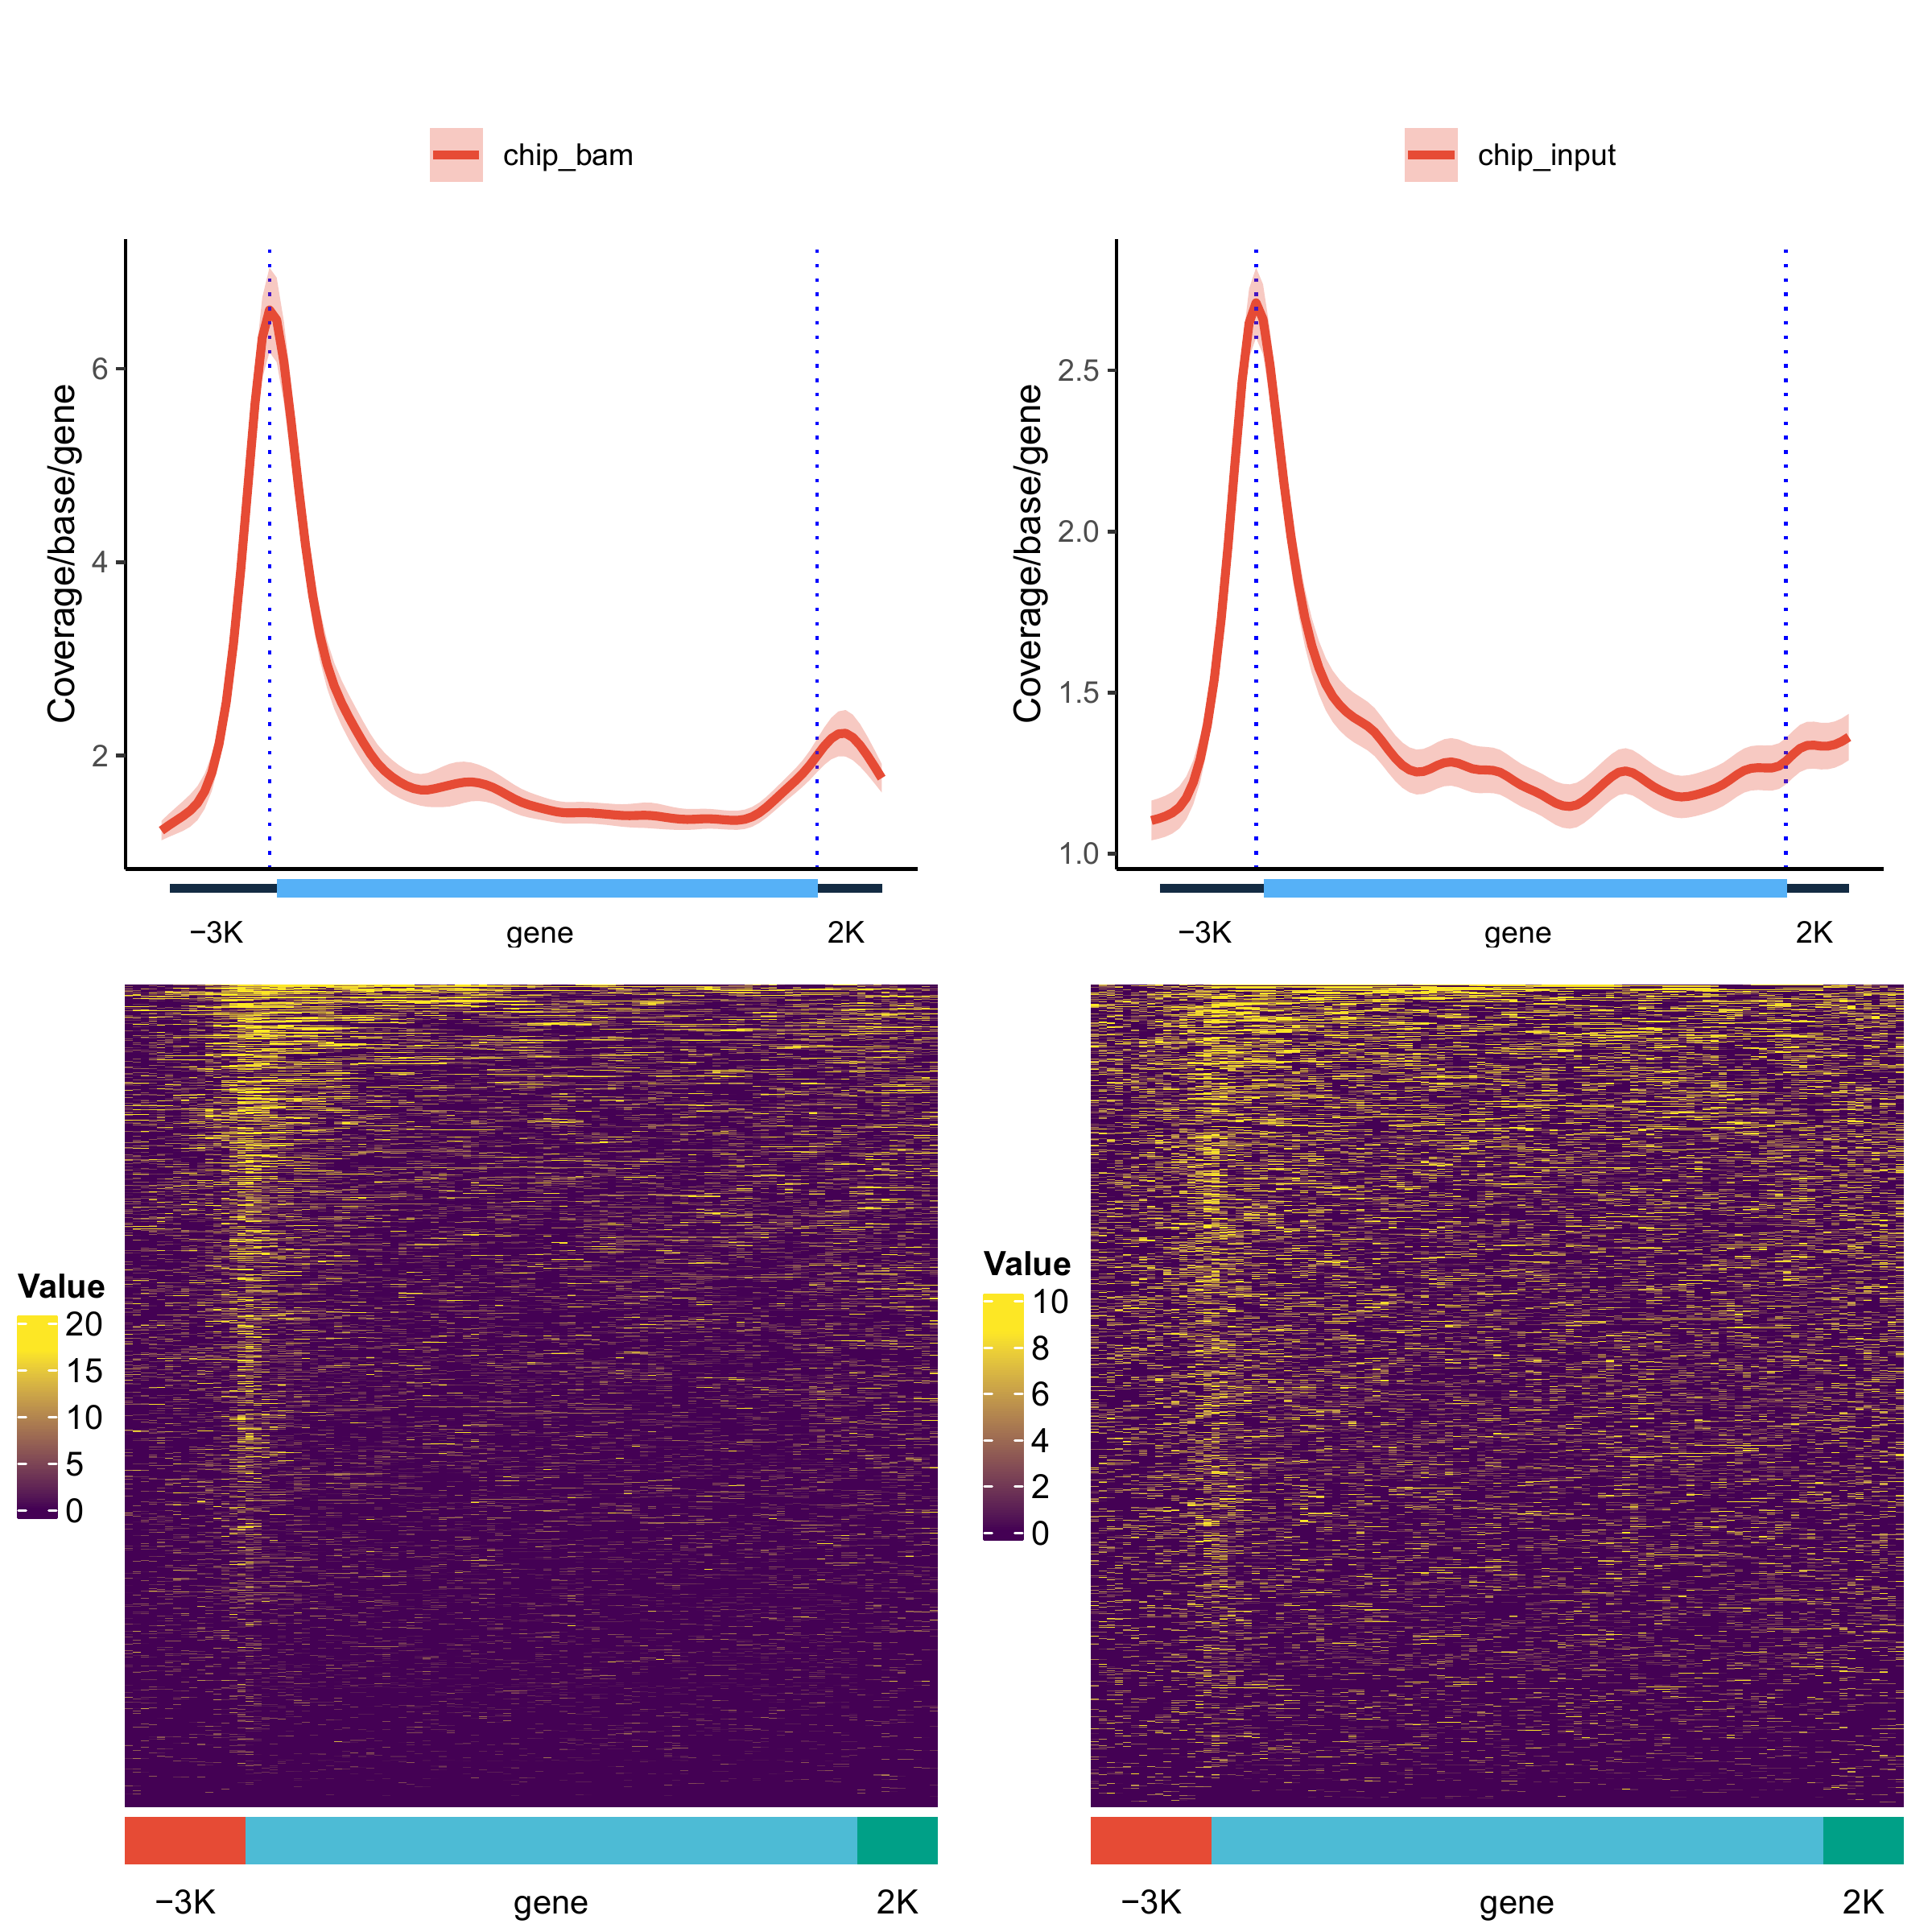 chip_bam
Coverage/base/gene
6
4
2
−3K gene 2K
chip_input
Coverage/base/gene
2.5
2.0
1.5
1.0
−3K gene 2K
Value
20
15
10
5
0
−3K gene 2K
Value
10
8
6
4
2
0
−3K gene 2K